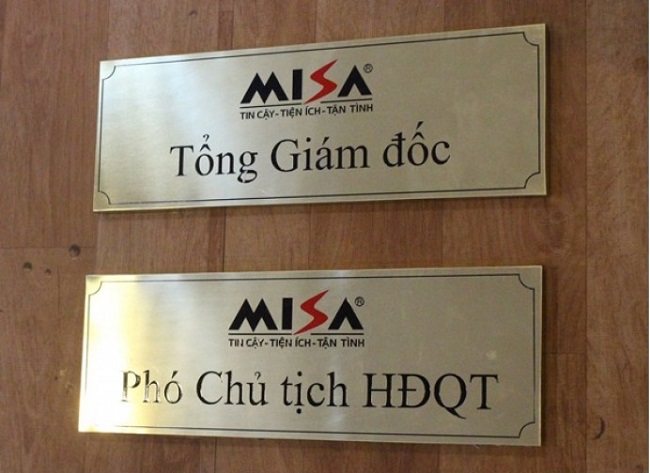 MISA®
TIN CẬY-TIỆN ÍCH-TẬN TÌNH
Tổng Giám đốc
MISA®
TIN CẬY-TIỆN ÍCH-TẬN TÌNH
Phó Chủ tịch HĐQT